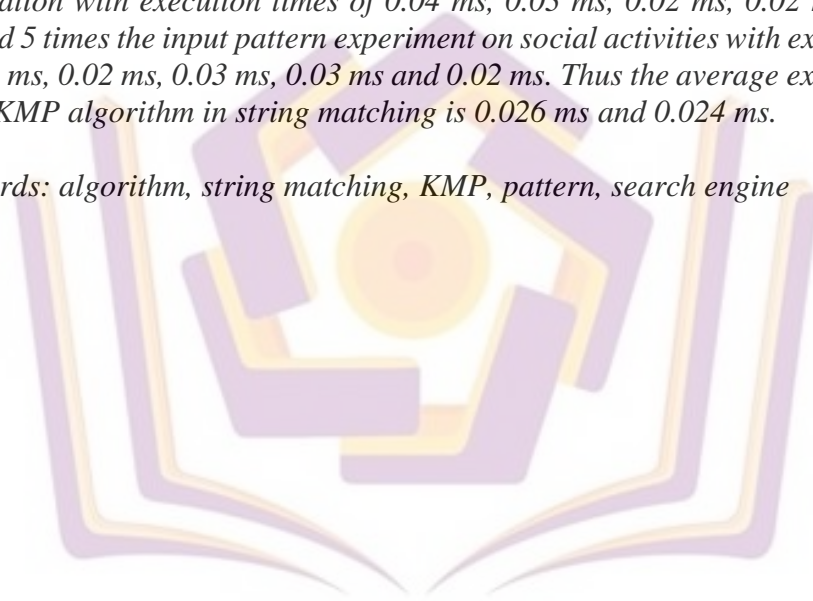 ation with execution times of 0.04 ms, 0.03 ms, 0.02 ms, 0.02
d 5 times the input pattern experiment on social activities with ex
ms, 0.02 ms, 0.03 ms, 0.03 ms and 0.02 ms. Thus the average ex
KMP algorithm in string matching is 0.026 ms and 0.024 ms.
rds: algorithm, string matching, KMP, pattern, search engine